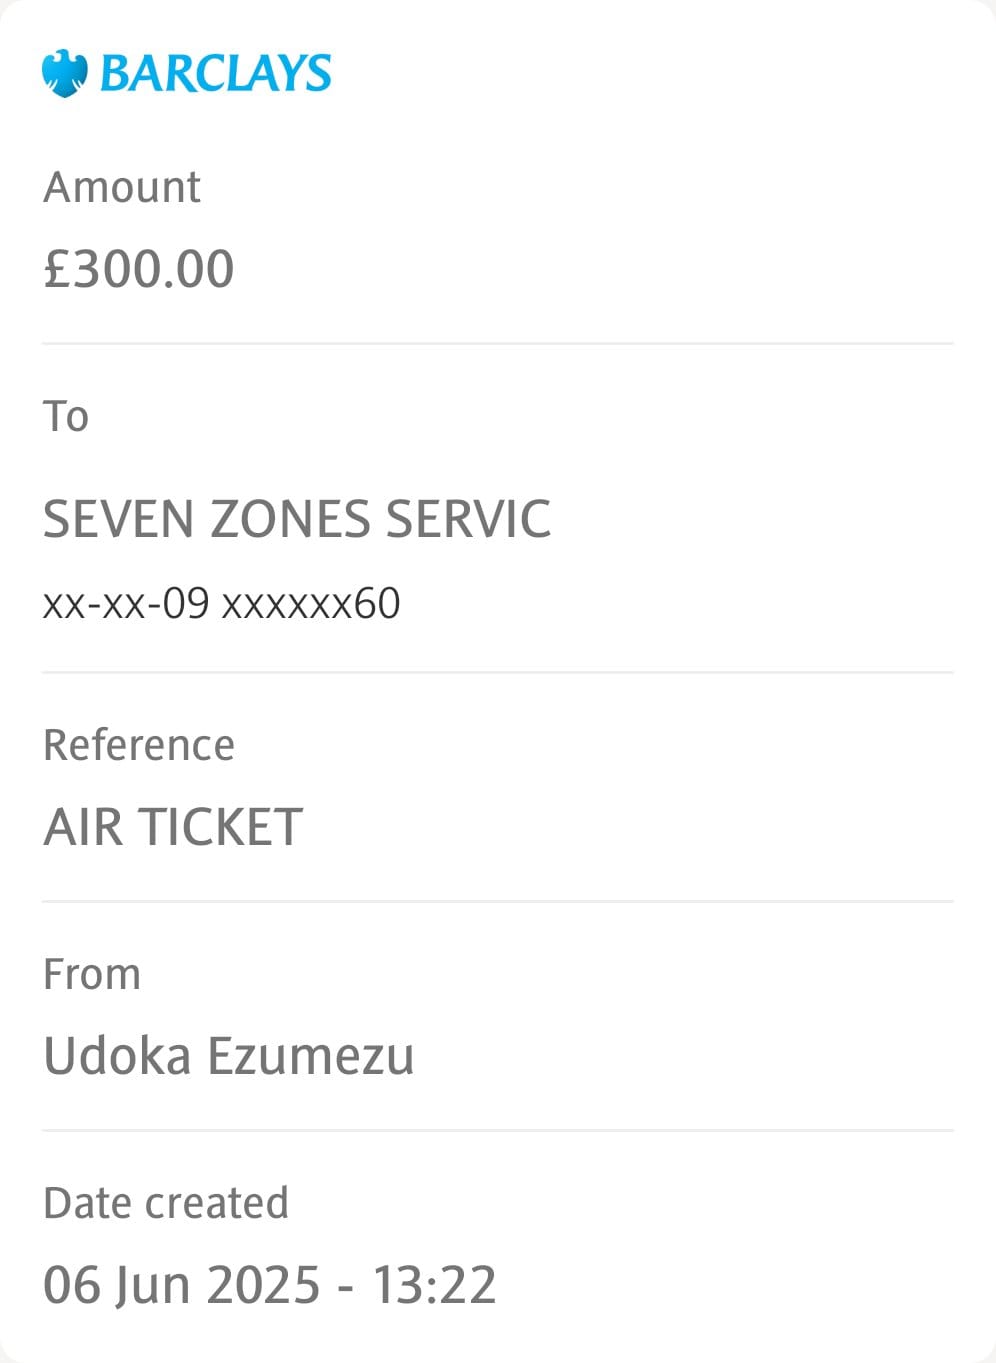 BARCLAYS
Amount
£300.00
To
SEVEN ZONES SERVIC
xx-xx-09 xxxxxx60
Reference
AIR TICKET
From
Udoka Ezumezu
Date created
06 Jun 2025 - 13:22